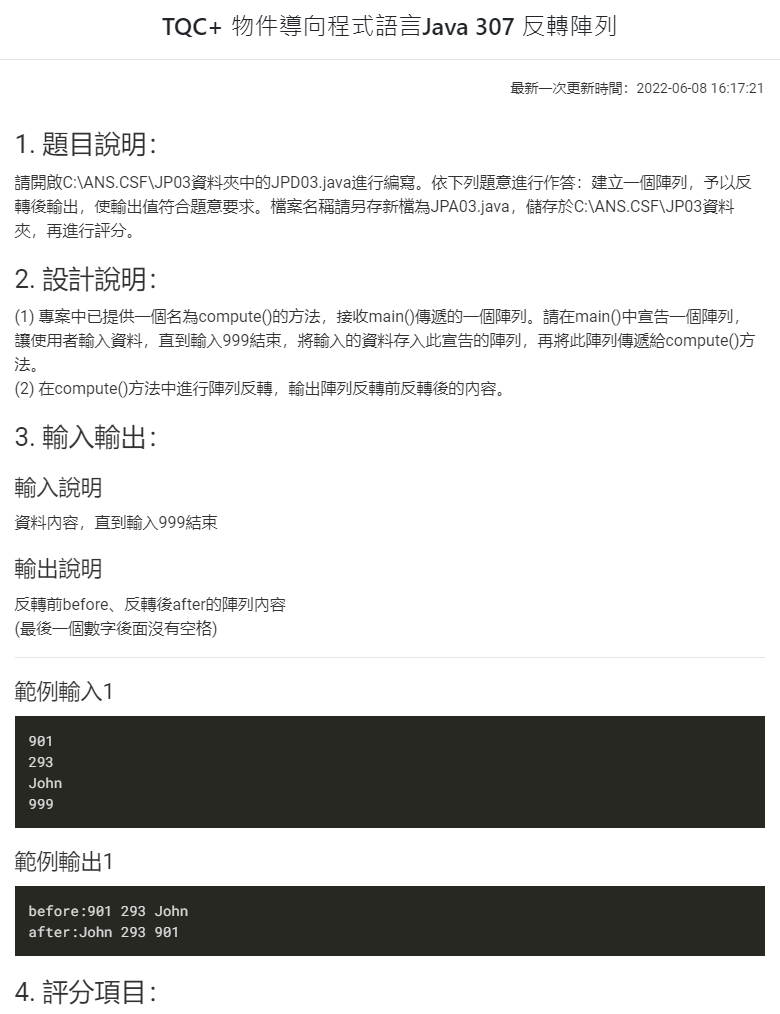 TQC+ 物件導向程式語言Java 307 反轉陣列
最新一次更新時間：2022-06-08 16:17:21
1. 題目說明：
請開啟C:\ANS.CSF\JP03資料夾中的JPD03.java進行編寫。依下列題意進行作答：建立一個陣列，予以反
轉後輸出，使輸出值符合題意要求。檔案名稱請另存新檔為JPA03.java，儲存於C:\ANS.CSF\JP03資料
夾，再進行評分。
2. 設計說明：
(1) 專案中已提供一個名為compute()的方法，接收main()傳遞的一個陣列。請在main()中宣告一個陣列，
讓使用者輸入資料，直到輸入999結束，將輸入的資料存入此宣告的陣列，再將此陣列傳遞給compute()方
法。
(2) 在compute()方法中進行陣列反轉，輸出陣列反轉前反轉後的內容。
3. 輸入輸出：
輸入說明
資料內容，直到輸入999結束
輸出說明
反轉前before、反轉後after的陣列內容
(最後一個數字後面沒有空格)
範例輸入1
901
293
John
999
範例輸出1
before:901 293 John
after:John 293 901
4. 評分項目：